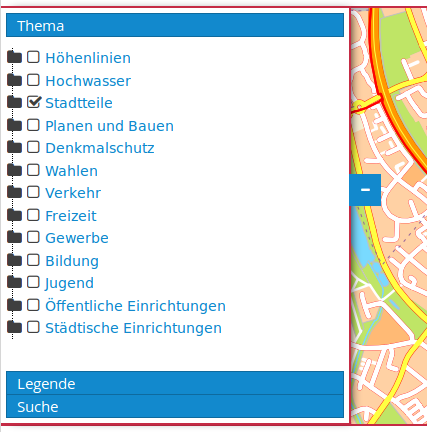 Thema
Höhenlinien
Hochwasser
Stadtteile
Planen und Bauen
Denkmalschutz
Wahlen
Verkehr
Freizeit
Gewerbe
Bildung
Jugend
Öffentliche Einrichtungen
Städtische Einrichtungen
Legende
Suche